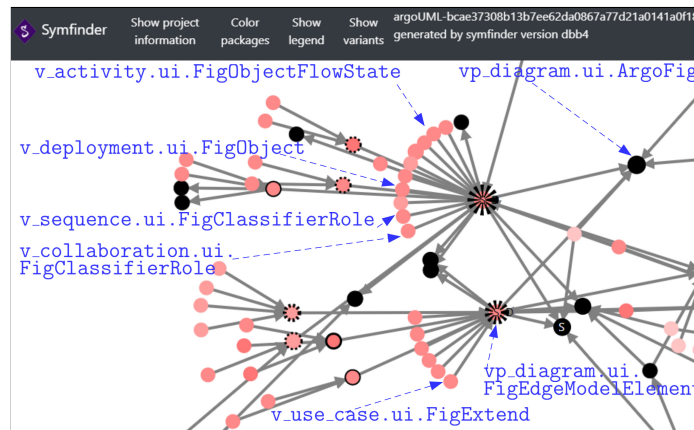 Symfinder
Show project information
Color packages
Show legend
Show variants
argoUML-bcae37308b13b7ee62da0867a77d21a0141a0f18
generated by symfinder version dbb4
v_activity.ui.FigObjectFlowState
vp_diagram.ui.ArgoFig
v_deployment.ui.FigObject
v_sequence.ui.FigClassifierRole
v_collaboration.ui.
FigClassifierRole
S
vp_diagram.ui.
FigEdgeModelElement
v_use_case.ui.FigExtend